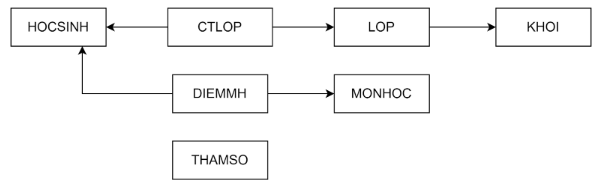 HOCSINH
CTLOP
LOP
KHOI
DIEMMH
MONHOC
THAMSO